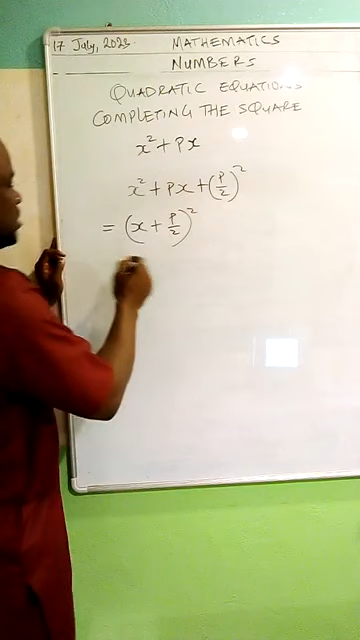 17 July, 2023. MATHEMATICS
NUMBERS
QUADRATIC EQUATIONS
COMPLETING THE SQUARE
x² + Px
x² + Px + (P/2)²
= (x + P/2)²